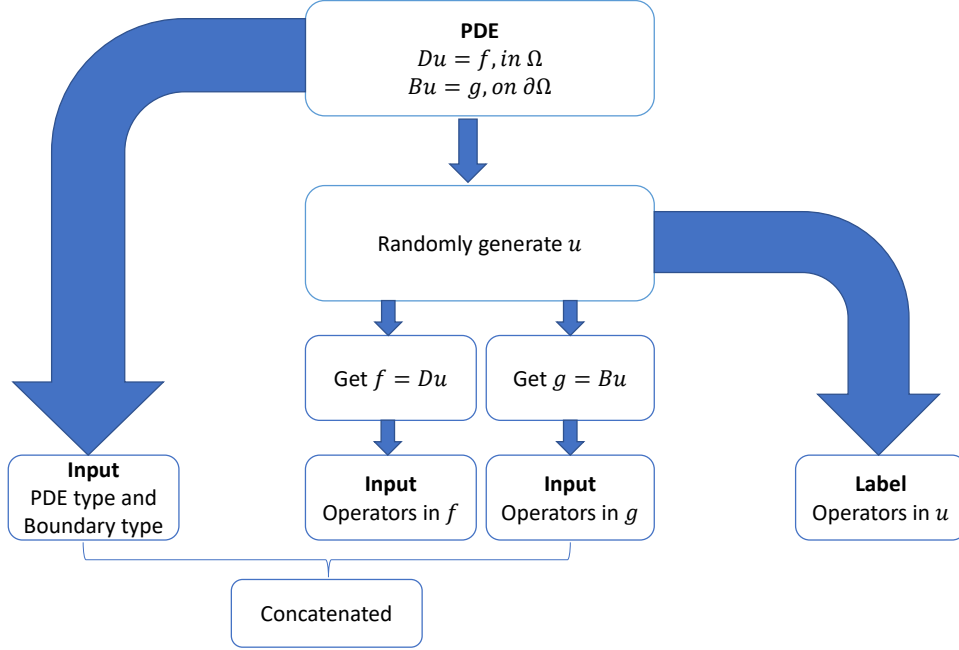 PDE
Du = f, in Ω
Bu = g, on ∂Ω
Randomly generate u
Get f = Du
Get g = Bu
Input
PDE type and
Boundary type
Input
Operators in f
Input
Operators in g
Label
Operators in u
Concatenated